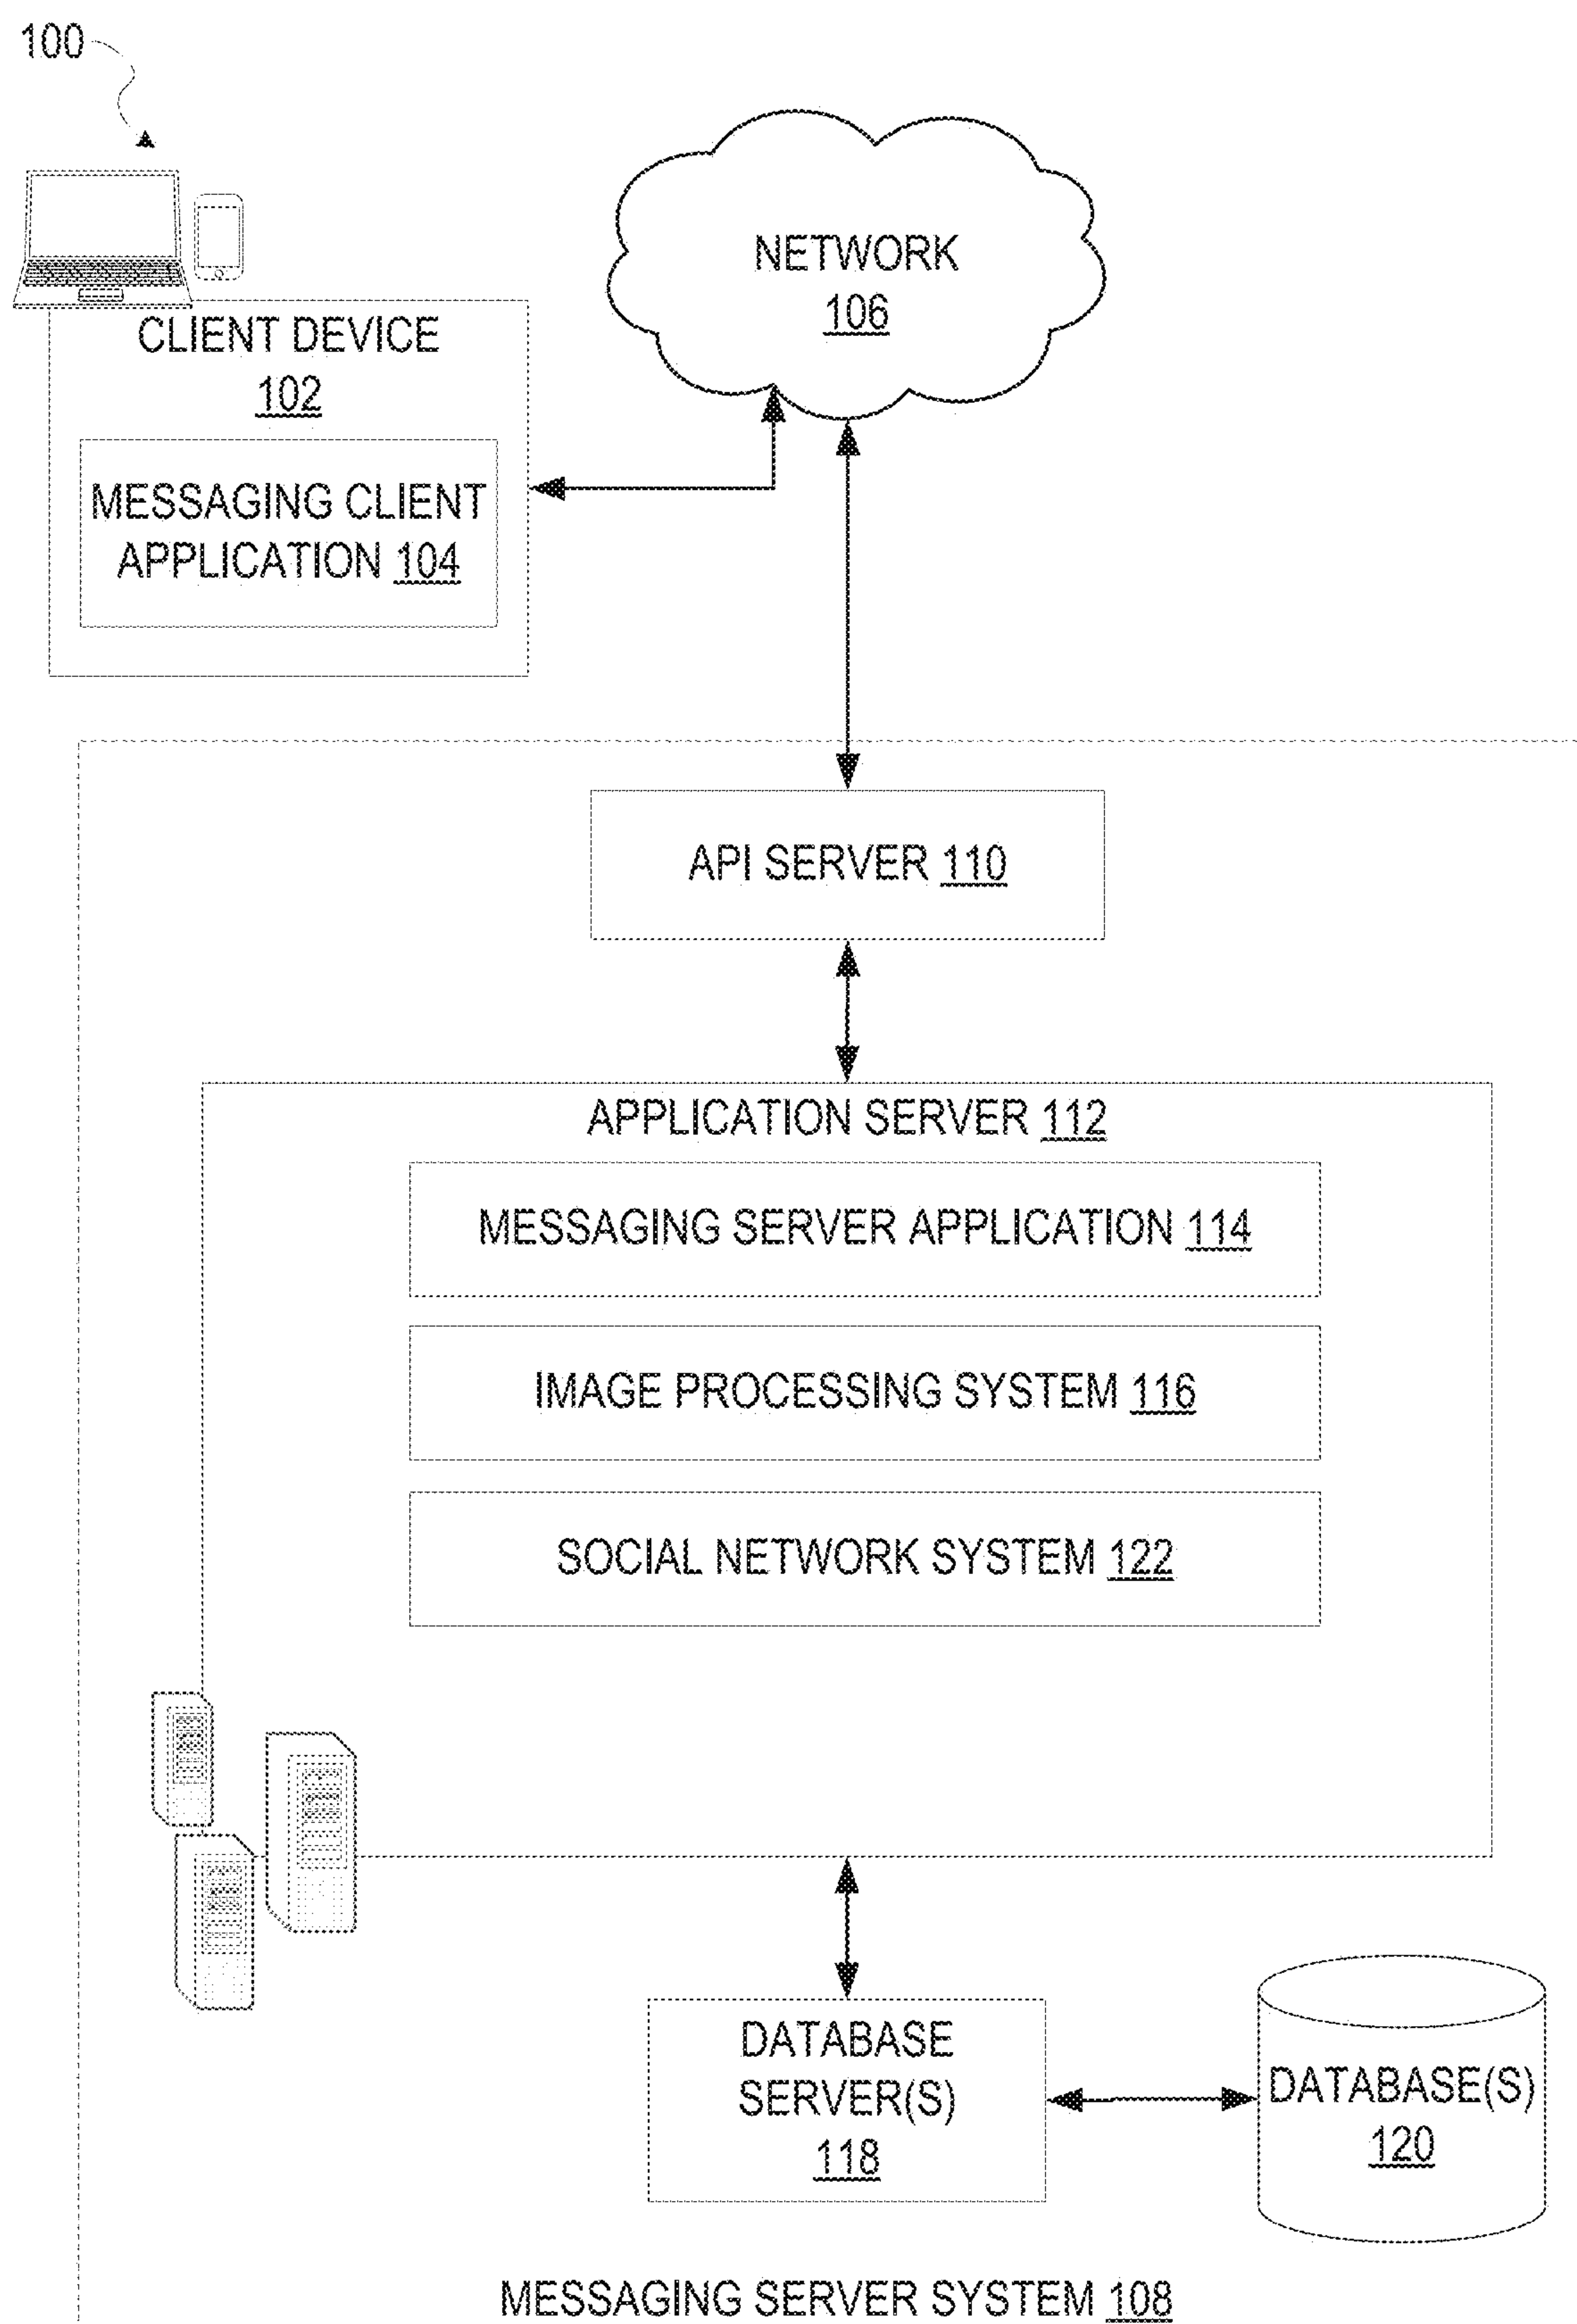 100
NETWORK
106
CLIENT DEVICE
102
MESSAGING CLIENT
APPLICATION 104
API SERVER 110
APPLICATION SERVER 112
MESSAGING SERVER APPLICATION 114
IMAGE PROCESSING SYSTEM 116
SOCIAL NETWORK SYSTEM 122
DATABASE
SERVER(S)
118
DATABASE(S)
120
MESSAGING SERVER SYSTEM 108